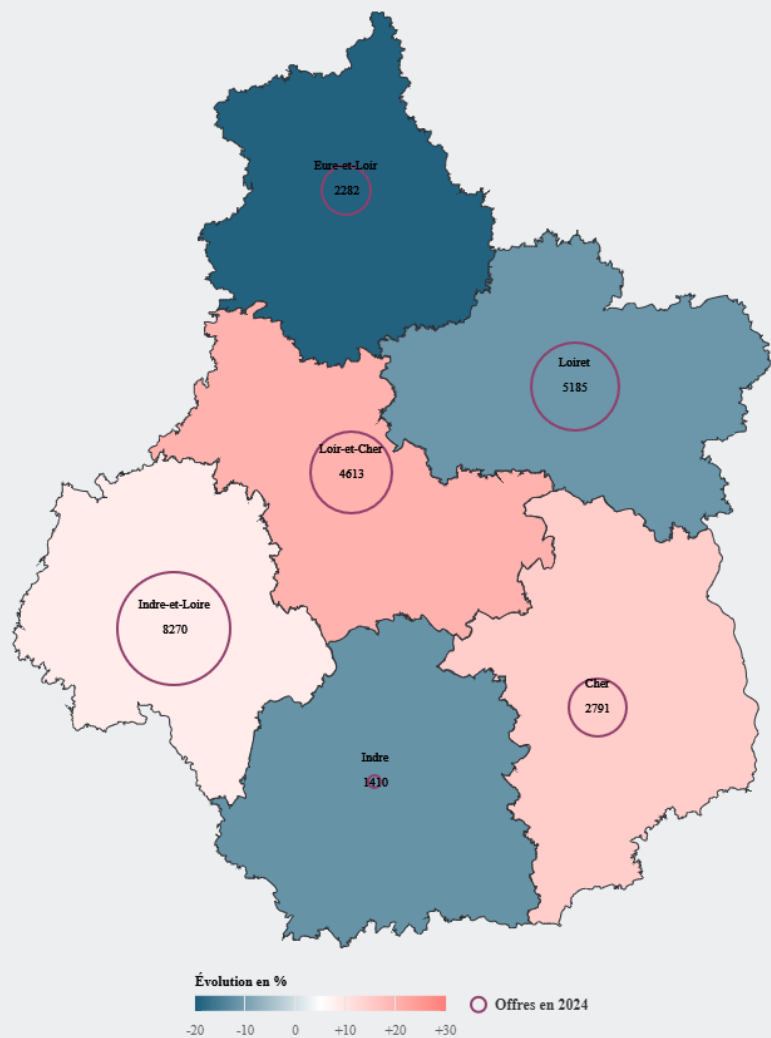 Eure-et-Loir
2282
Loiret
5185
Loir-et-Cher
4613
Indre-et-Loire
8270
Cher
2791
Indre
1410
Évolution en %
Offres en 2024
-20 -10 0 +10 +20 +30